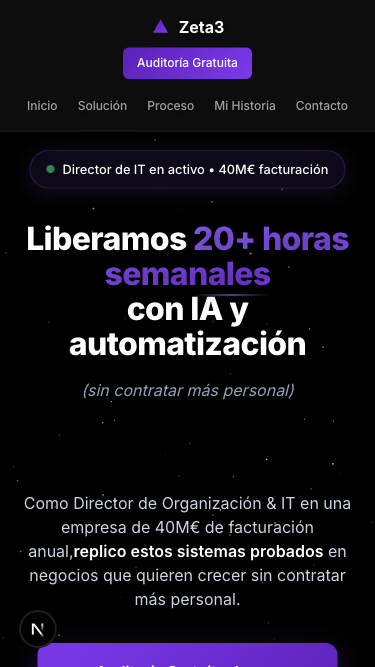 Zeta3
Auditoría Gratuita
Inicio Solución Proceso Mi Historia Contacto
Director de IT en activo • 40M€ facturación
Liberamos 20+ horas
semanales
con IA y
automatización
(sin contratar más personal)
Como Director de Organización & IT en una
empresa de 40M€ de facturación
anual,replico estos sistemas probados en
negocios que quieren crecer sin contratar
más personal.
N